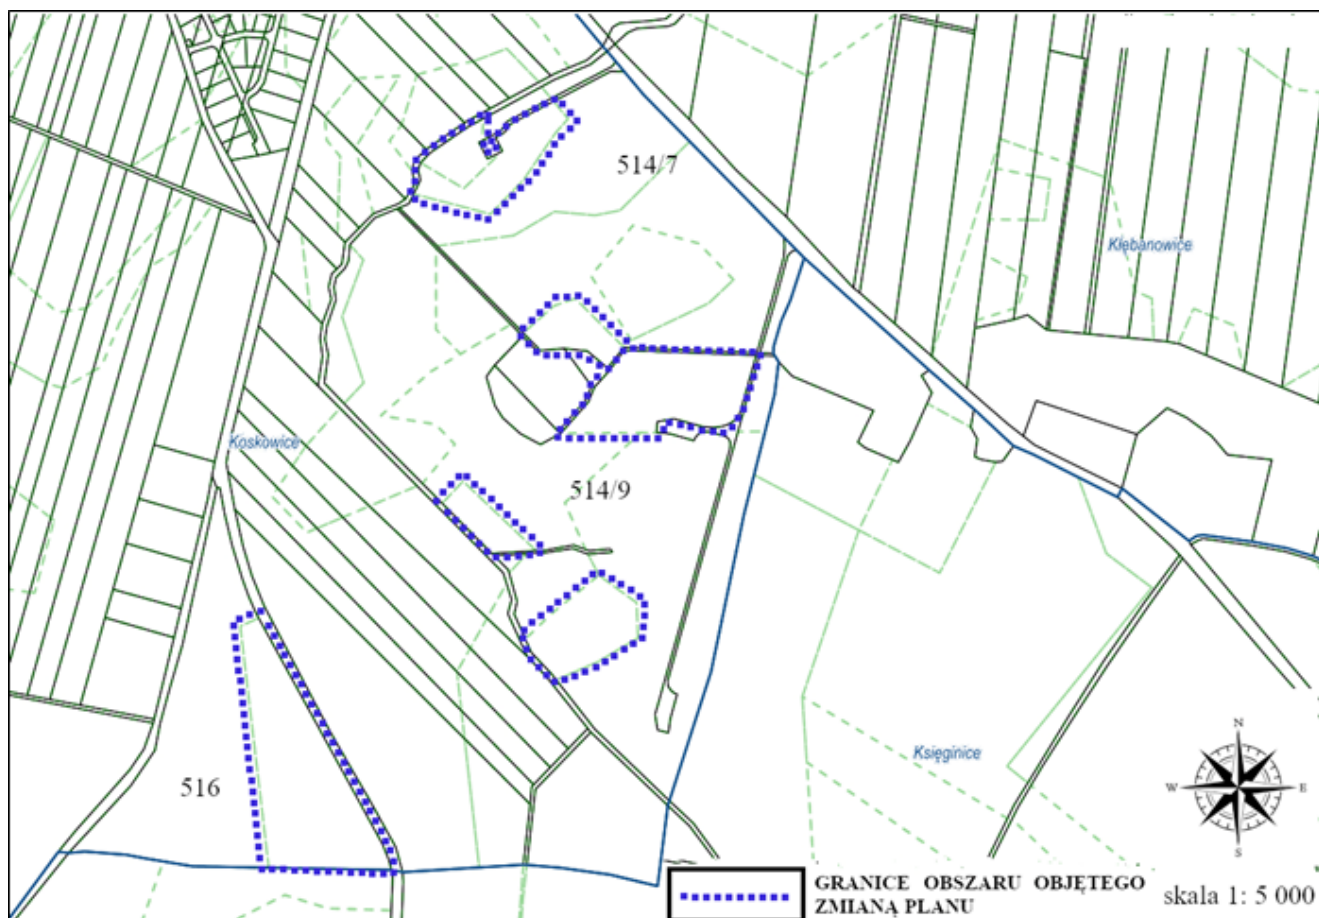 514/7
Kłębanowice
Koskowice
514/9
Księginice
516
N
W
E
S
GRANICE OBSZARU OBJĘTEGO
ZMIANĄ PLANU
skala 1: 5 000